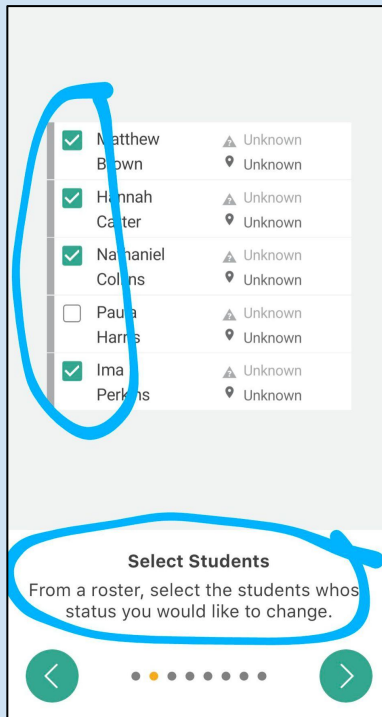 Matthew Unknown
Brown Unknown
Hannah Unknown
Carter Unknown
Nathaniel Unknown
Collins Unknown
Paula Unknown
Harris Unknown
Ima Unknown
Perkins Unknown
Select Students
From a roster, select the students whos
status you would like to change.